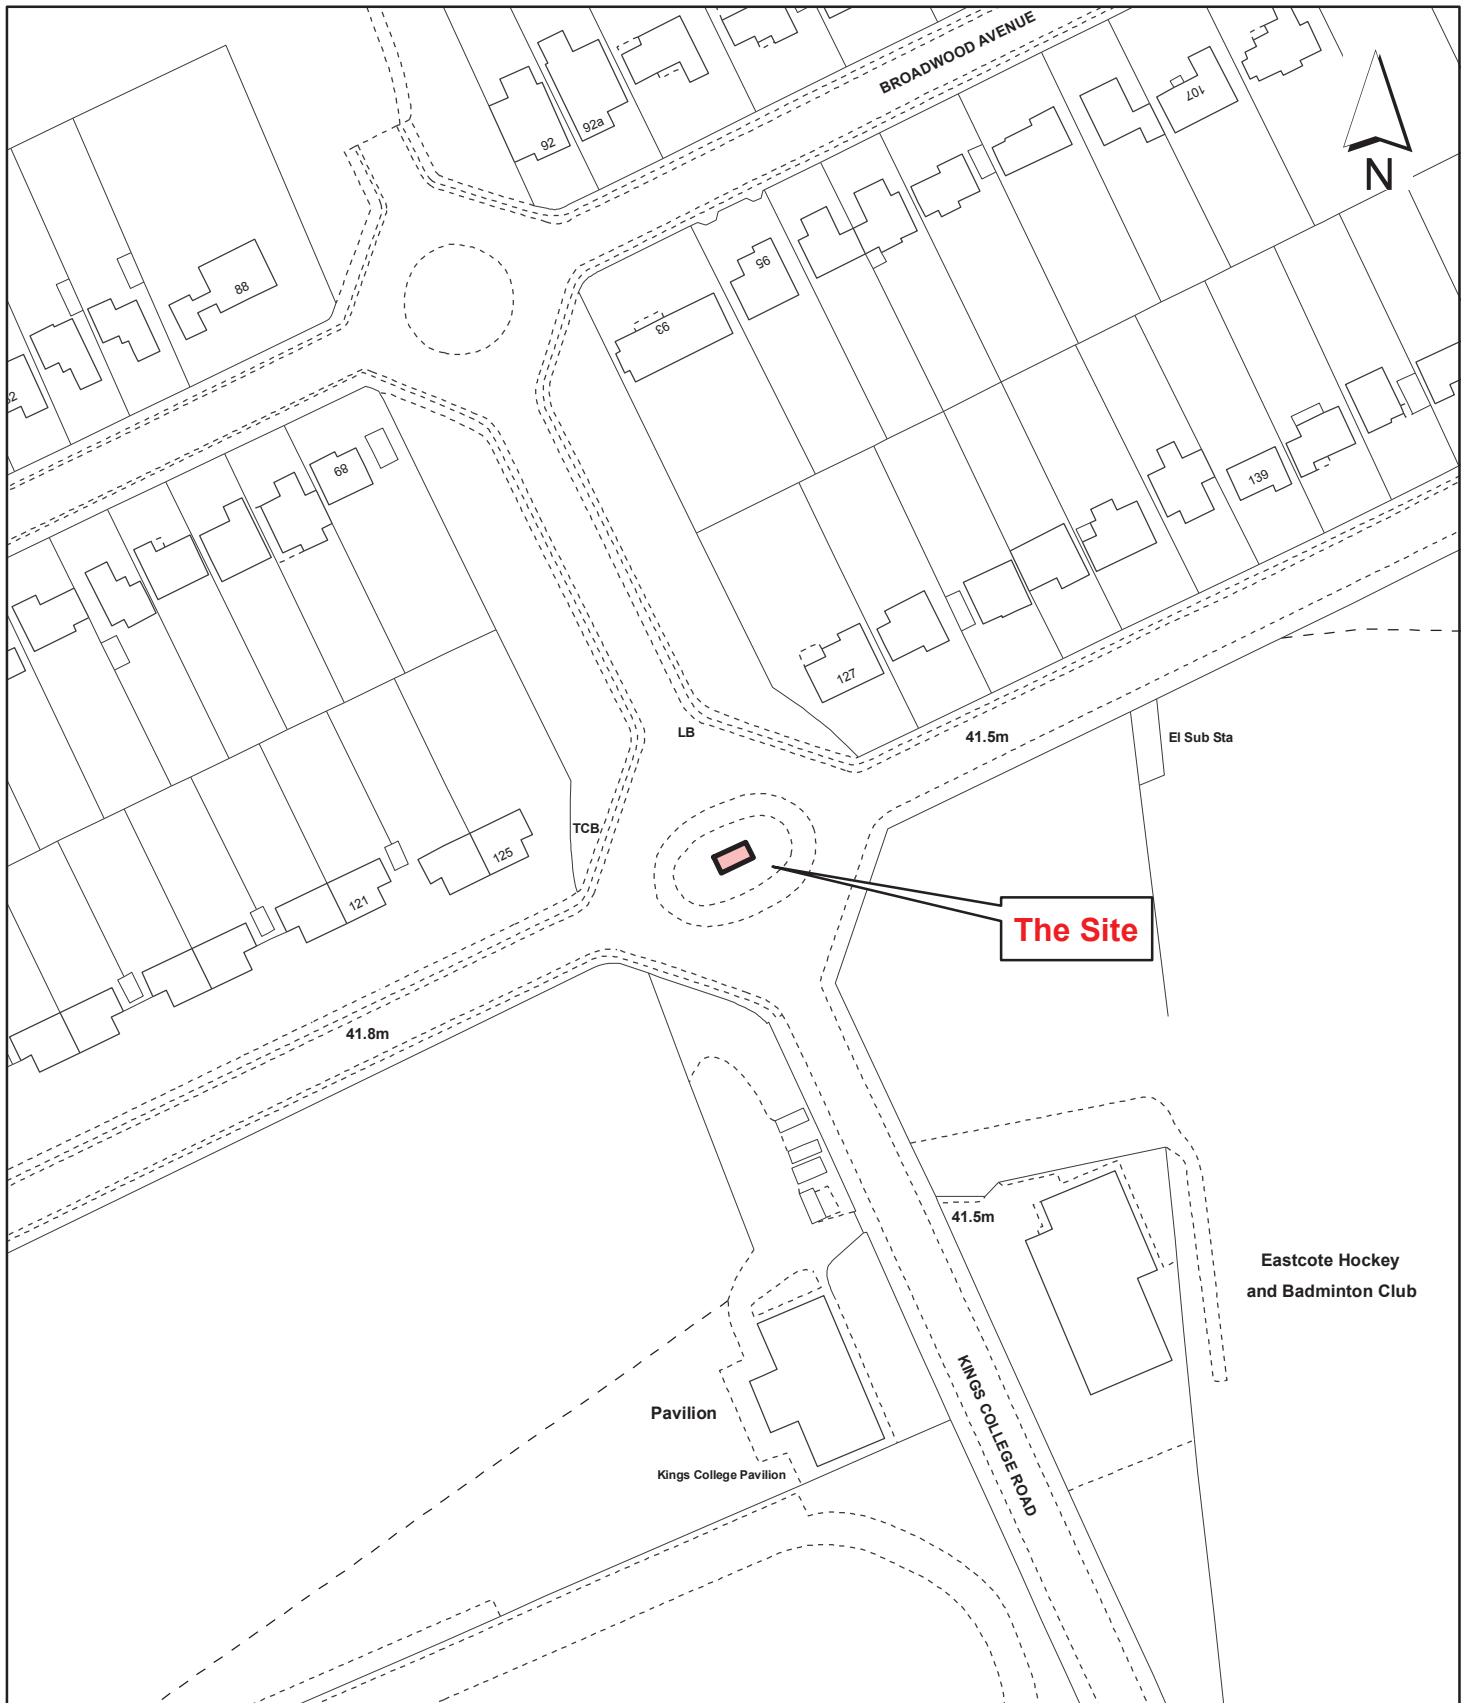 BROADWOOD AVENUE
107
92
92a
N
95
88
93
68
139
127
LB
41.5m
El Sub Sta
TCB
125
121
The Site
41.8m
41.5m
Eastcote Hockey
and Badminton Club
KINGS COLLEGE ROAD
Pavilion
Kings College Pavilion